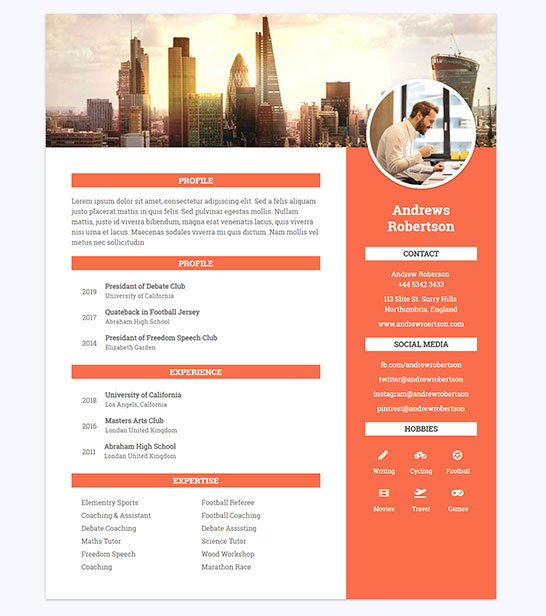 PROFILE
Lorem ipsum dolor sit amet, consectetur adipiscing elit. Sed a felis aliquam
justo placerat mattis in quis felis. Sed pulvinar egestas mollis. Nullam
mattis, justo id viverra bibendum, magna erat venenatis lacus, quis viverra
nisi urna et lacus. Maecenas sodales viverra diam ut sodales. Nam mollis vel
metus nec sollicitudin
PROFILE
2019 Presidant of Debate Club
University of California
2017 Quateback in Football Jersey
Abraham High School
2014 Presidant of Freedom Speech Club
Elizabeth Garden
EXPERIENCE
2018 University of Califonia
Los Angels, Calfornia
2016 Masters Arts Club
Londan United Kingdom
2011 Abraham High School
Londan United Kingdom
EXPERTISE
Elementry Sports
Coaching & Assistant
Debate Coaching
Maths Tutor
Freedom Speech
Coaching
Football Referee
Football Coaching
Debate Assisting
Science Tutor
Wood Workshop
Marathon Race
Andrews
Robertson
CONTACT
Andrew Roberson
+44 5342 3433
113 Slite St. Surry Hills
Northumbria, England
www.andrewroertson.com
SOCIAL MEDIA
fb.com/andrewrobertson
twitter@andrewrobertson
instagram@andrewrobertson
pintrest@andrewrobertson
HOBBIES
Writing Cycling Football
Movies Travel Games